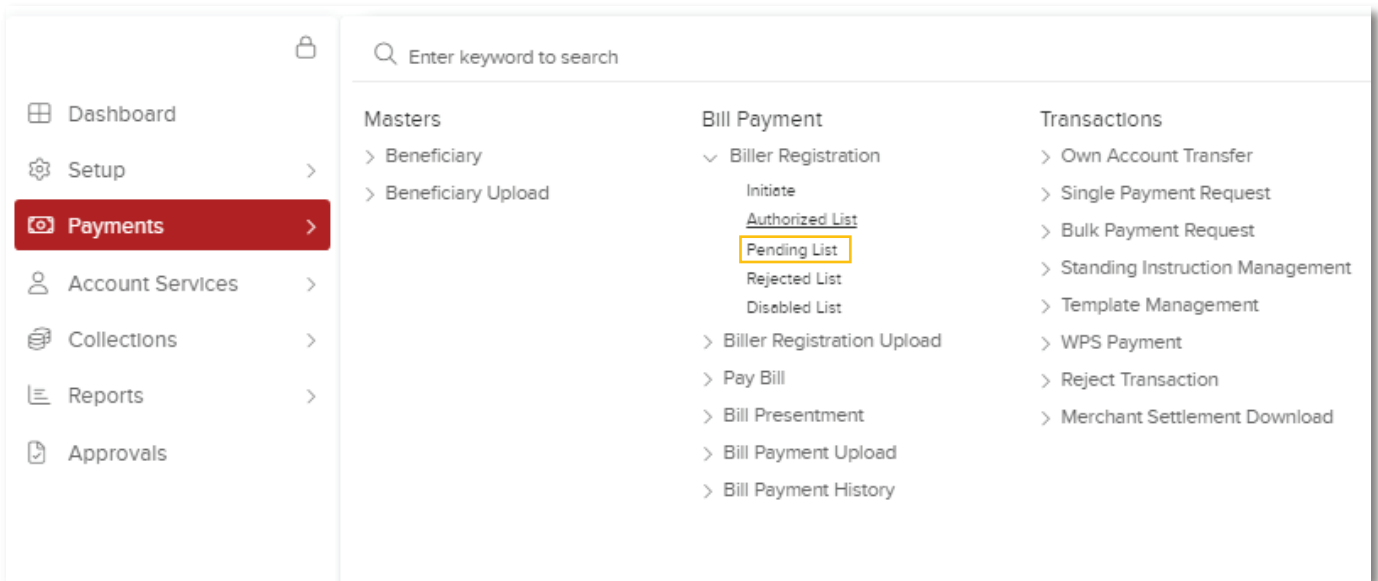 Enter keyword to search
Dashboard
Setup
Payments
Account Services
Collections
Reports
Approvals
Masters
Beneficiary
Beneficiary Upload
Bill Payment
Biller Registration
Initiate
Authorized List
Pending List
Rejected List
Disabled List
Biller Registration Upload
Pay Bill
Bill Presentment
Bill Payment Upload
Bill Payment History
Transactions
Own Account Transfer
Single Payment Request
Bulk Payment Request
Standing Instruction Management
Template Management
WPS Payment
Reject Transaction
Merchant Settlement Download